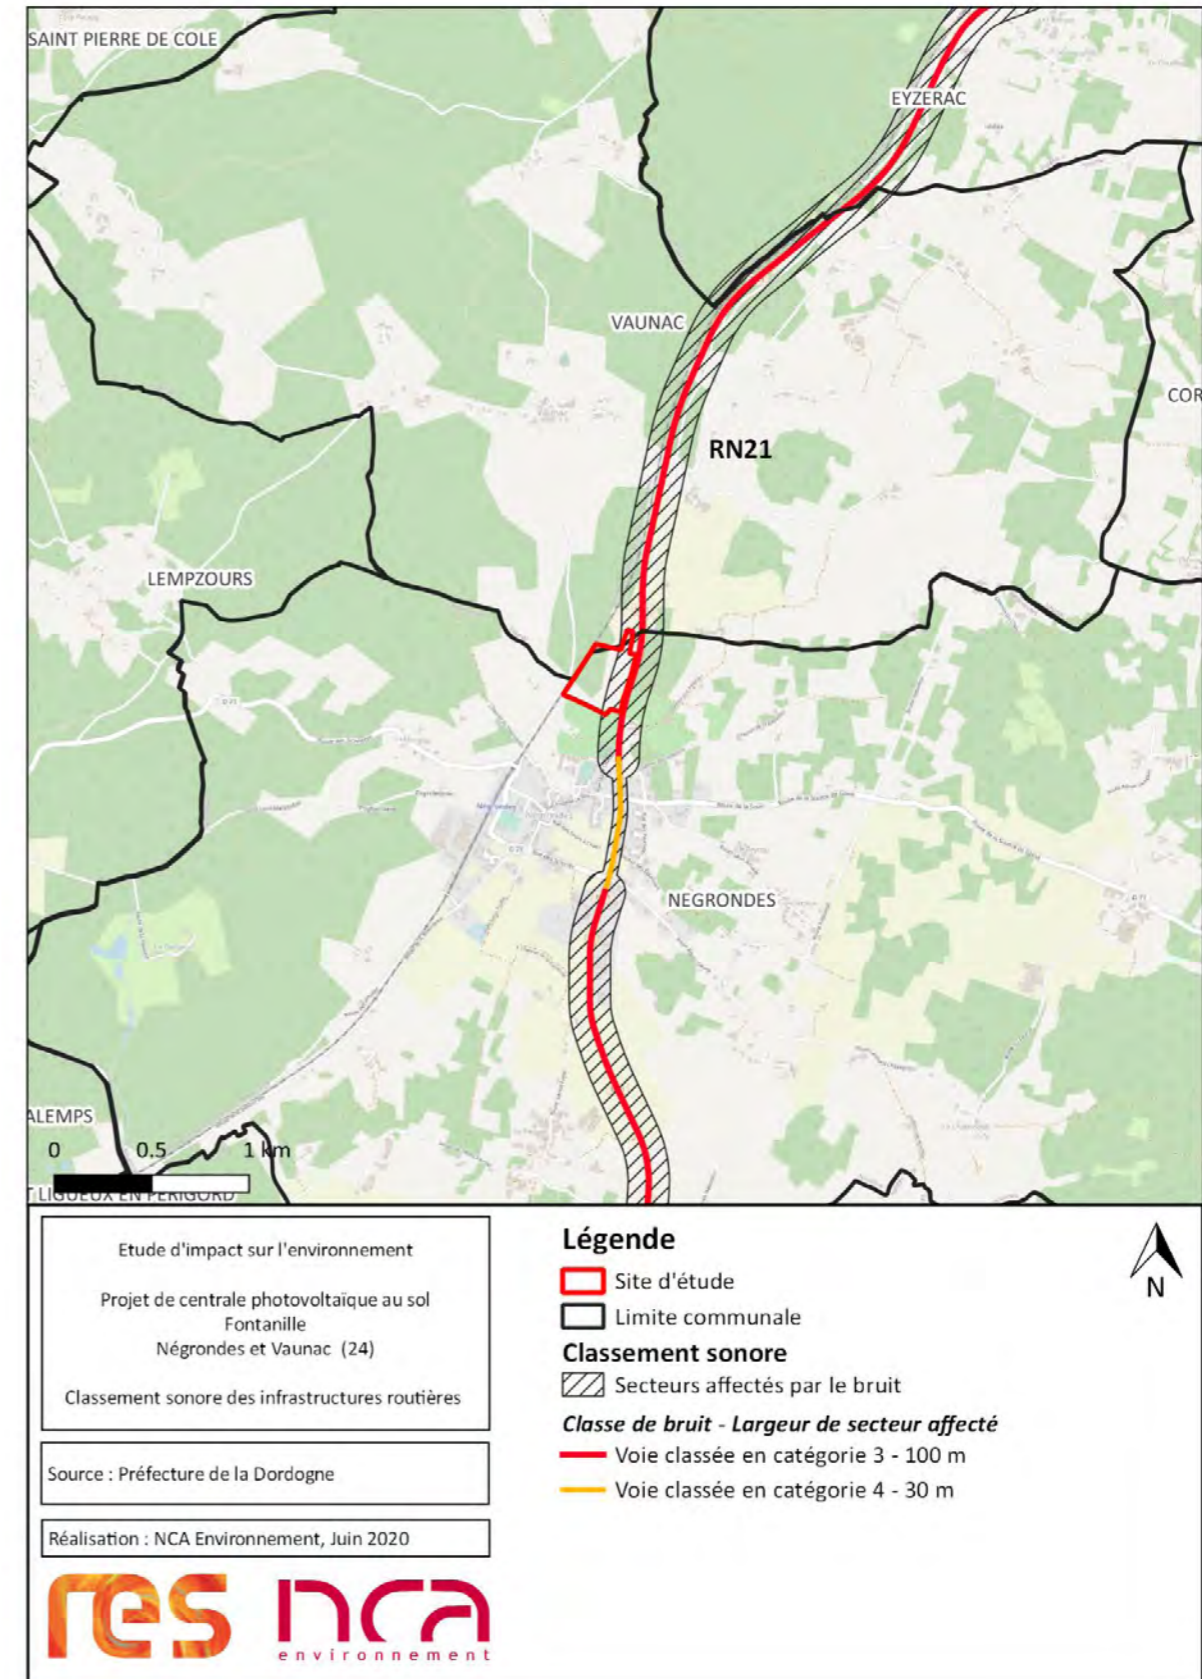 SAINT PIERRE DE COLE
EYZERAC
VAUNAC
COR
RN21
LEMPZOURS
NEGRONDES
ALEMPS
0 0.5 1 km
T LIGUEUX EN PERIGORD
Etude d'impact sur l'environnement
Projet de centrale photovoltaïque au sol
Fontanille
Négrondes et Vaunac (24)
Classement sonore des infrastructures routières
Source : Préfecture de la Dordogne
Réalisation : NCA Environnement, Juin 2020
res
nca
environnement
Légende
Site d'étude
Limite communale
Classement sonore
Secteurs affectés par le bruit
Classe de bruit - Largeur de secteur affecté
Voie classée en catégorie 3 - 100 m
Voie classée en catégorie 4 - 30 m
N